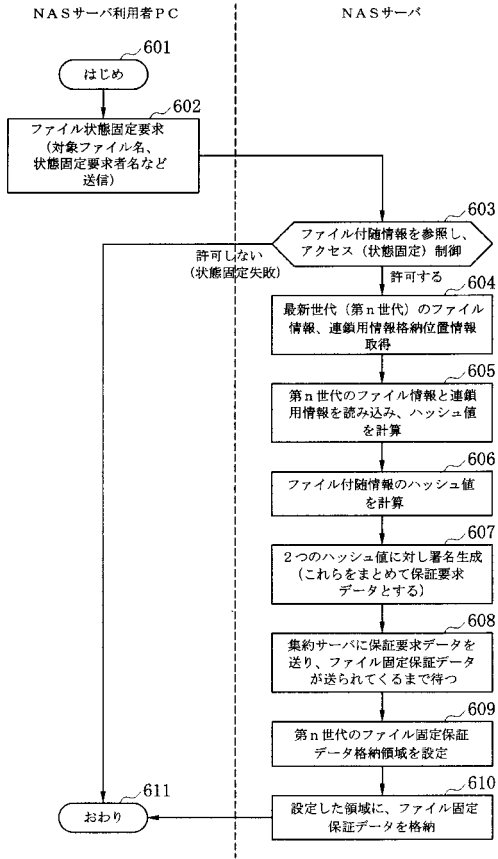 NASサーバ利用者PC
NASサーバ
601
はじめ
602
ファイル状態固定要求
(対象ファイル名、
状態固定要求者名など
送信)
603
ファイル付随情報を参照し、
アクセス(状態固定)制御
許可しない
(状態固定失敗)
許可する
604
最新世代(第n世代)のファイル
情報、連鎖用情報格納位置情報
取得
605
第n世代のファイル情報と連鎖
用情報を読み込み、ハッシュ値
を計算
606
ファイル付随情報のハッシュ値
を計算
607
2つのハッシュ値に対し署名生成
(これらをまとめて保証要求
データとする)
608
集約サーバに保証要求データを
送り、ファイル固定保証データ
が送られてくるまで待つ
609
第n世代のファイル固定保証
データ格納領域を設定
610
設定した領域に、ファイル固定
保証データを格納
611
おわり